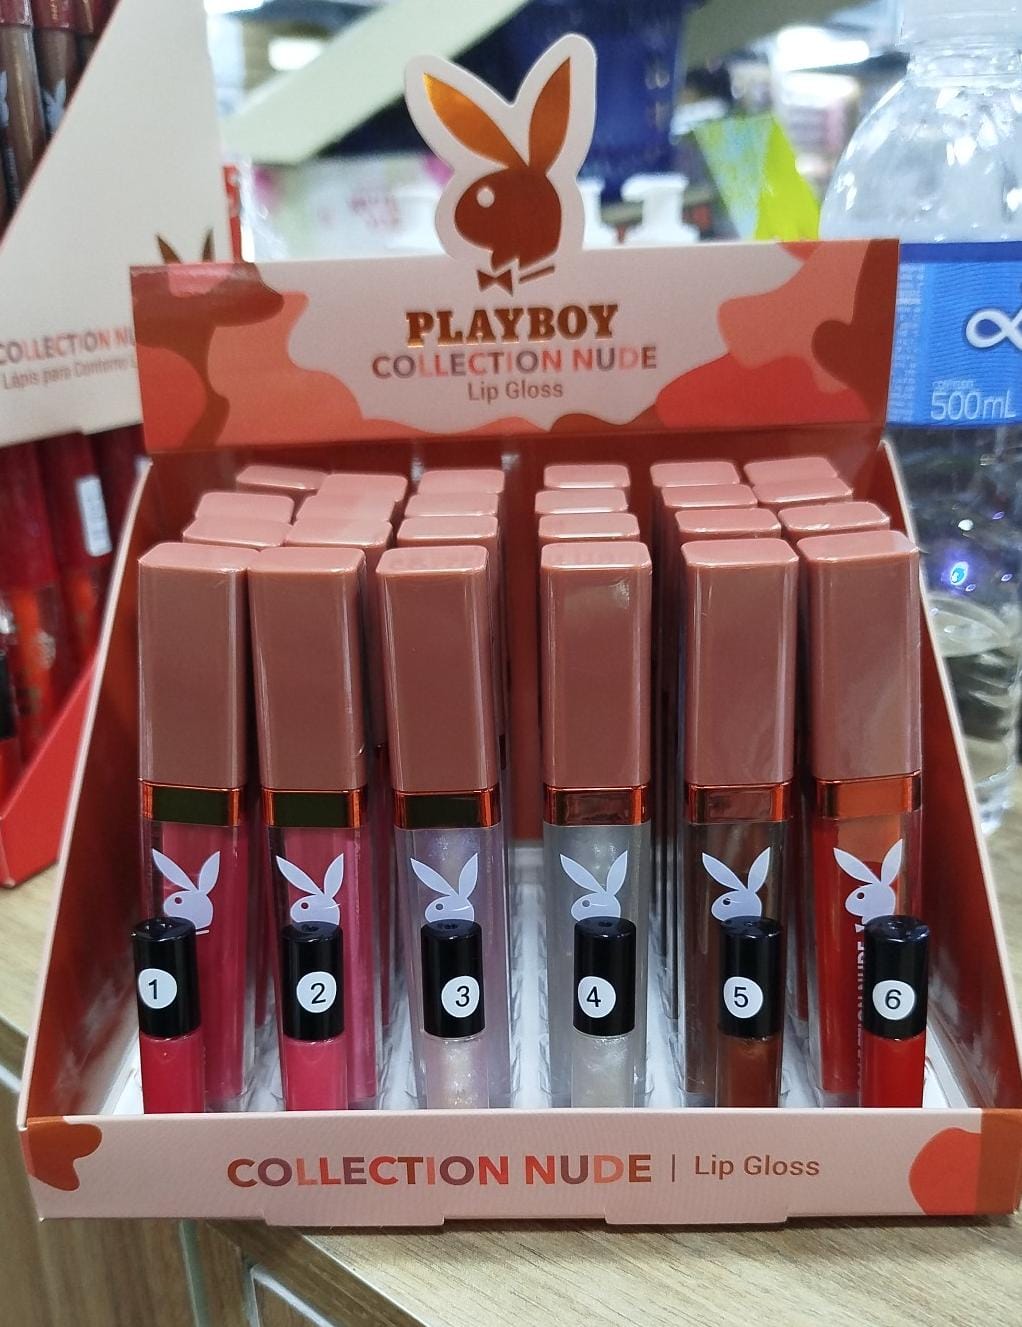 PLAYBOY
COLLECTION NUDE
Lip Gloss
COLLECTION NU
Lápis para Contorno
500mL
1
2
3
4
5
6
COLLECTION NUDE | Lip Gloss